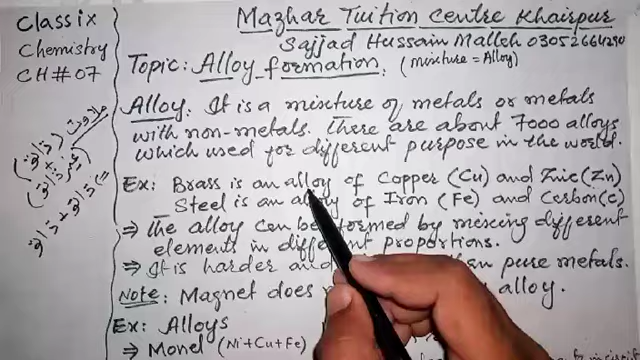 Class ix
Chemistry
CH#07
Mazhar Tuition Centre Khairpur
Sajjad Hussain Malleh 03052664290
Topic: Alloy formation. (mixture = Alloy)
Alloy: It is a mixture of metals or metals
with non-metals. There are about 7000 alloys
which used for different purpose in the world.
Ex: Brass is an alloy of Copper (Cu) and Zinc (Zn)
Steel is an alloy of Iron (Fe) and Carbon (C)
⇒ The alloy can be formed by mixing different
elements in different proportions.
⇒ It is harder and than pure metals.
Note: Magnet does alloy.
Ex: Alloys
⇒ Monel (Ni+Cu+Fe)